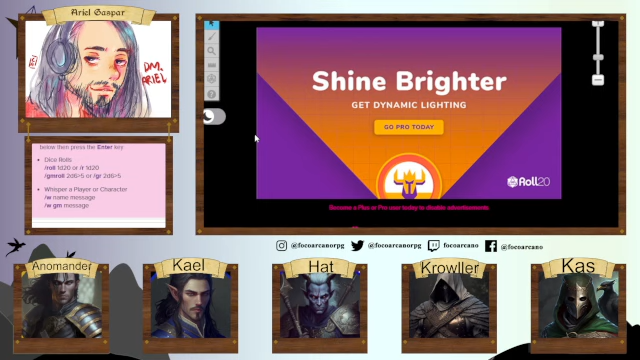 Ariel Gaspar
DM.
ARIEL
below then press the Enter key
Dice Rolls
/roll 1d20 or /r 1d20
/gmroll 2d6>5 or /gr 2d6>5
Whisper a Player or Character
/w name message
/w gm message
Shine Brighter
GET DYNAMIC LIGHTING
GO PRO TODAY
Roll20
Become a Plus or Pro user today to disable advertisements.
@focoarcanorpg
@focoarcanorpg
focoarcano
@focoarcano
Anomander
Kael
Hat
Krowller
Kas